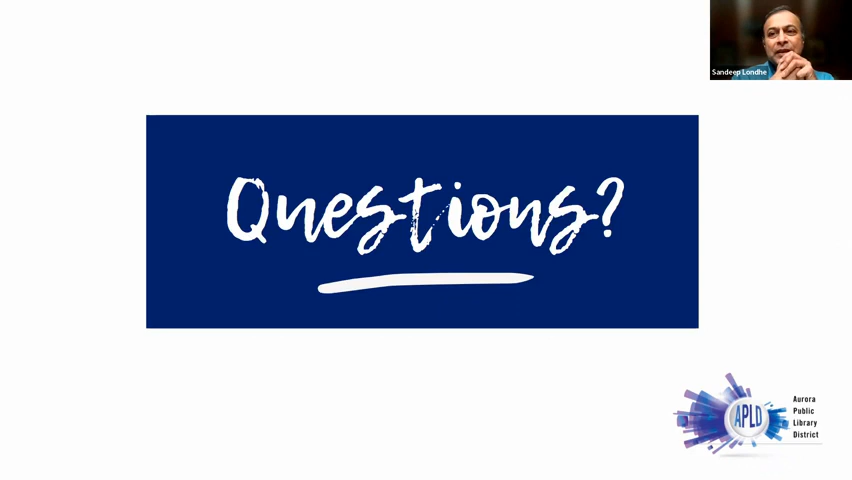 Sandeep Londhe
Questions?
APLD
Aurora
Public
Library
District